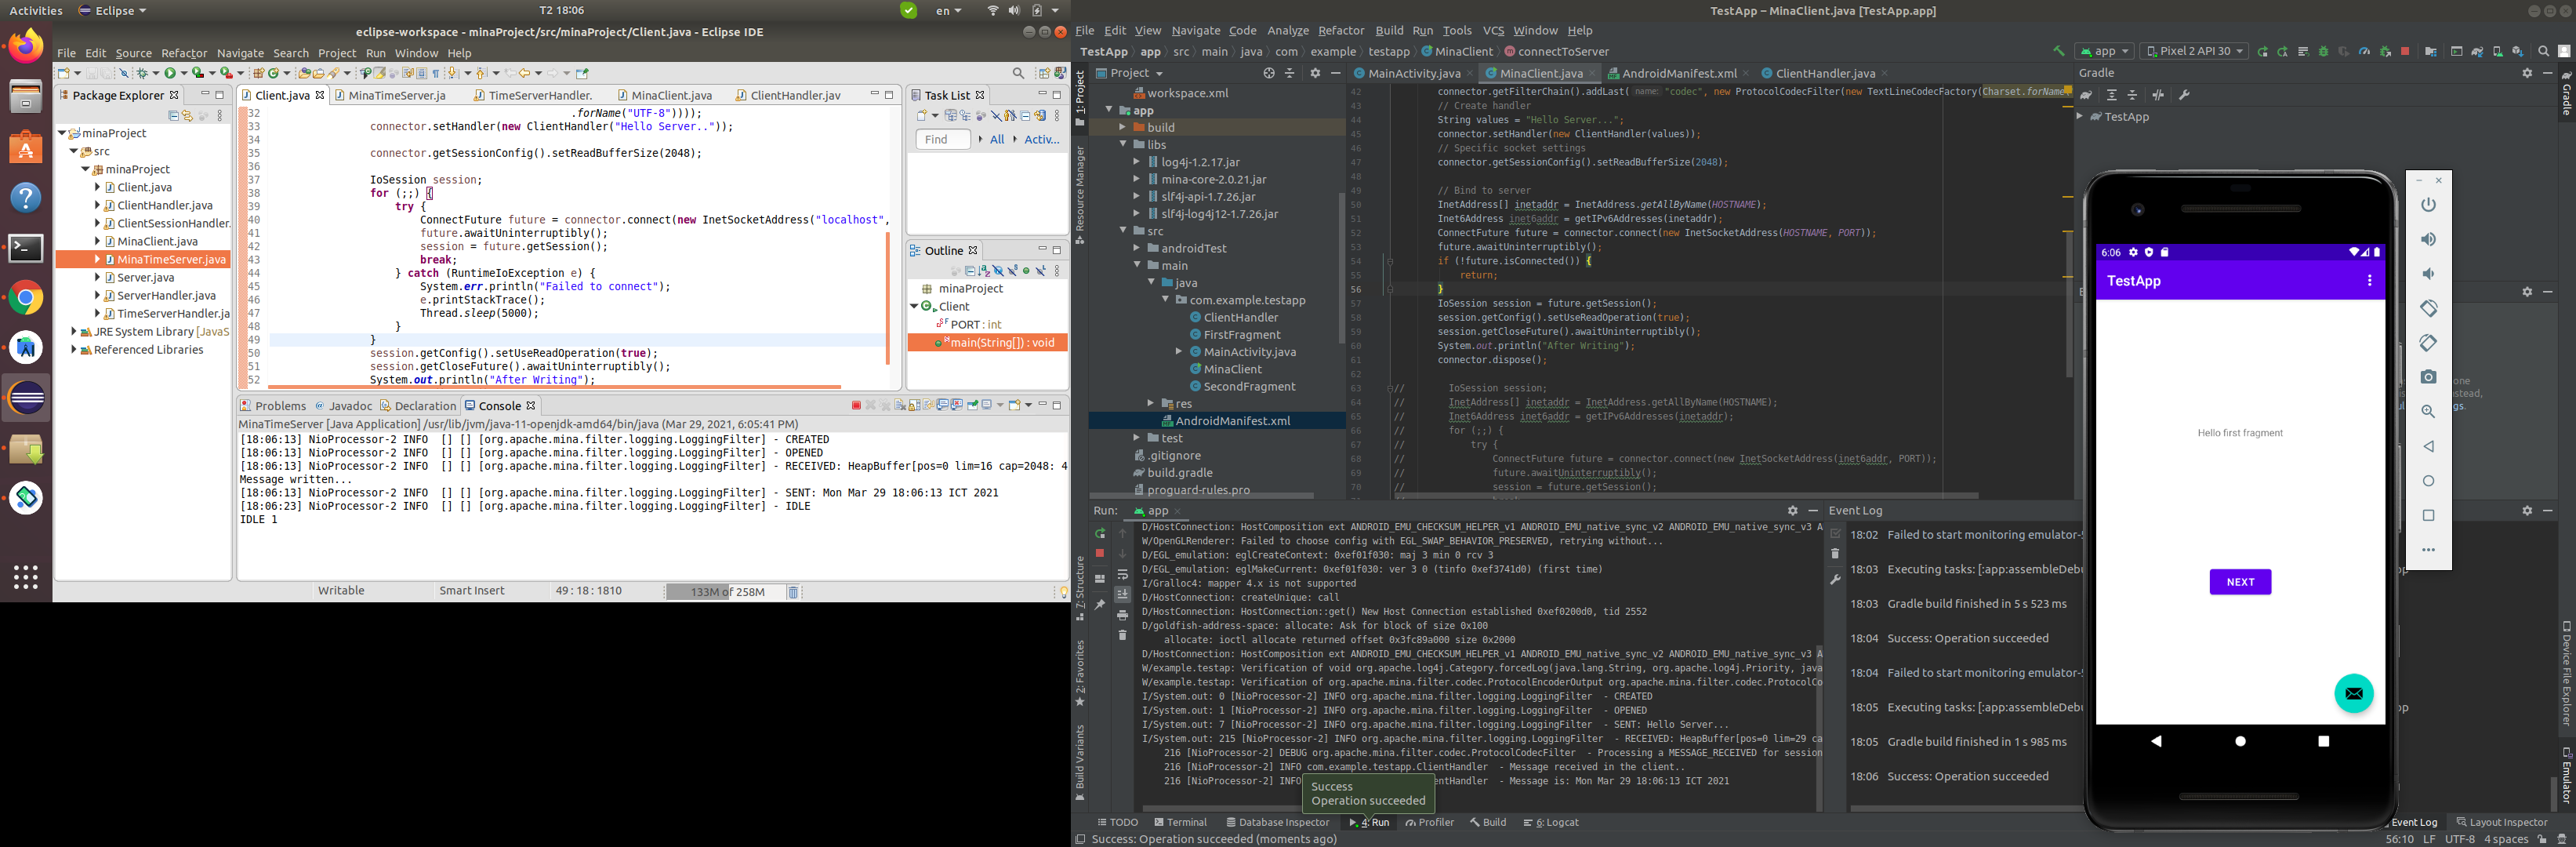 Activities
Eclipse
T2 18:06
en
eclipse-workspace - minaProject/src/minaProject/Client.java - Eclipse IDE
File Edit Source Refactor Navigate Search Project Run Window Help
Package Explorer
minaProject
src
minaProject
Client.java
ClientHandler.java
ClientSessionHandler.
MinaClient.java
MinaTimeServer.java
Server.java
ServerHandler.java
TimeServerHandler.ja
JRE System Library [JavaS
Referenced Libraries
Client.java
MinaTimeServer.ja
TimeServerHandler.
MinaClient.java
ClientHandler.jav
32 .forName("UTF-8"))));
33 connector.setHandler(new ClientHandler("Hello Server.."));
34
35 connector.getSessionConfig().setReadBufferSize(2048);
36
37 IoSession session;
38 for (;;) {
39 try {
40 ConnectFuture future = connector.connect(new InetSocketAddress("localhost",
41 future.awaitUninterruptibly();
42 session = future.getSession();
43 break;
44 } catch (RuntimeIoException e) {
45 System.err.println("Failed to connect");
46 e.printStackTrace();
47 Thread.sleep(5000);
48 }
49 }
50 session.getConfig().setUseReadOperation(true);
51 session.getCloseFuture().awaitUninterruptibly();
52 System.out.println("After Writing");
Task List
Find All Activ...
Outline
minaProject
Client
PORT : int
main(String[]) : void
Problems Javadoc Declaration Console
MinaTimeServer [Java Application] /usr/lib/jvm/java-11-openjdk-amd64/bin/java (Mar 29, 2021, 6:05:41 PM)
[18:06:13] NioProcessor-2 INFO [] [] [org.apache.mina.filter.logging.LoggingFilter] - CREATED
[18:06:13] NioProcessor-2 INFO [] [] [org.apache.mina.filter.logging.LoggingFilter] - OPENED
[18:06:13] NioProcessor-2 INFO [] [] [org.apache.mina.filter.logging.LoggingFilter] - RECEIVED: HeapBuffer[pos=0 lim=16 cap=2048: 4
Message written...
[18:06:13] NioProcessor-2 INFO [] [] [org.apache.mina.filter.logging.LoggingFilter] - SENT: Mon Mar 29 18:06:13 ICT 2021
[18:06:23] NioProcessor-2 INFO [] [] [org.apache.mina.filter.logging.LoggingFilter] - IDLE
IDLE 1
Writable Smart Insert 49 : 18 : 1810 133M of 258M
TestApp – MinaClient.java [TestApp.app]
File Edit View Navigate Code Analyze Refactor Build Run Tools VCS Window Help
TestApp app src main java com example testapp MinaClient connectToServer
app
Pixel 2 API 30
1: Project
Resource Manager
7: Structure
2: Favorites
Build Variants
Project
workspace.xml
app
build
libs
log4j-1.2.17.jar
mina-core-2.0.21.jar
slf4j-api-1.7.26.jar
slf4j-log4j12-1.7.26.jar
src
androidTest
main
java
com.example.testapp
ClientHandler
FirstFragment
MainActivity.java
MinaClient
SecondFragment
res
AndroidManifest.xml
test
.gitignore
build.gradle
proguard-rules.pro
MainActivity.java
MinaClient.java
AndroidManifest.xml
ClientHandler.java
42 connector.getFilterChain().addLast( name: "codec", new ProtocolCodecFilter(new TextLineCodecFactory(Charset.forName
43 // Create handler
44 String values = "Hello Server...";
45 connector.setHandler(new ClientHandler(values));
46 // Specific socket settings
47 connector.getSessionConfig().setReadBufferSize(2048);
48
49 // Bind to server
50 InetAddress[] inetaddr = InetAddress.getAllByName(HOSTNAME);
51 Inet6Address inet6addr = getIPv6Addresses(inetaddr);
52 ConnectFuture future = connector.connect(new InetSocketAddress(HOSTNAME, PORT));
53 future.awaitUninterruptibly();
54 if (!future.isConnected()) {
55 return;
56 }
57 IoSession session = future.getSession();
58 session.getConfig().setUseReadOperation(true);
59 session.getCloseFuture().awaitUninterruptibly();
60 System.out.println("After Writing");
61 connector.dispose();
62
63 // IoSession session;
64 // InetAddress[] inetaddr = InetAddress.getAllByName(HOSTNAME);
65 // Inet6Address inet6addr = getIPv6Addresses(inetaddr);
66 // for (;;) {
67 // try {
68 // ConnectFuture future = connector.connect(new InetSocketAddress(inet6addr, PORT));
69 // future.awaitUninterruptibly();
70 // session = future.getSession();
Run: app
D/HostConnection: HostComposition ext ANDROID_EMU_CHECKSUM_HELPER_v1 ANDROID_EMU_native_sync_v2 ANDROID_EMU_native_sync_v3 A
W/OpenGLRenderer: Failed to choose config with EGL_SWAP_BEHAVIOR_PRESERVED, retrying without...
D/EGL_emulation: eglCreateContext: 0xef01f030: maj 3 min 0 rcv 3
D/EGL_emulation: eglMakeCurrent: 0xef01f030: ver 3 0 (tinfo 0xef3741d0) (first time)
I/Gralloc4: mapper 4.x is not supported
D/HostConnection: createUnique: call
D/HostConnection: HostConnection::get() New Host Connection established 0xef0200d0, tid 2552
D/goldfish-address-space: allocate: Ask for block of size 0x100
allocate: ioctl allocate returned offset 0x3fc89a000 size 0x2000
D/HostConnection: HostComposition ext ANDROID_EMU_CHECKSUM_HELPER_v1 ANDROID_EMU_native_sync_v2 ANDROID_EMU_native_sync_v3 A
W/example.testap: Verification of void org.apache.log4j.Category.forcedLog(java.lang.String, org.apache.log4j.Priority, java
W/example.testap: Verification of org.apache.mina.filter.codec.ProtocolEncoderOutput org.apache.mina.filter.codec.ProtocolCo
I/System.out: 0 [NioProcessor-2] INFO org.apache.mina.filter.logging.LoggingFilter - CREATED
I/System.out: 1 [NioProcessor-2] INFO org.apache.mina.filter.logging.LoggingFilter - OPENED
I/System.out: 7 [NioProcessor-2] INFO org.apache.mina.filter.logging.LoggingFilter - SENT: Hello Server...
I/System.out: 215 [NioProcessor-2] INFO org.apache.mina.filter.logging.LoggingFilter - RECEIVED: HeapBuffer[pos=0 lim=29 ca
216 [NioProcessor-2] DEBUG org.apache.mina.filter.codec.ProtocolCodecFilter - Processing a MESSAGE_RECEIVED for session
216 [NioProcessor-2] INFO com.example.testapp.ClientHandler - Message received in the client..
216 [NioProcessor-2] INFO entHandler - Message is: Mon Mar 29 18:06:13 ICT 2021
Success
Operation succeeded
Event Log
18:02 Failed to start monitoring emulator-5
18:03 Executing tasks: [:app:assembleDebu
18:03 Gradle build finished in 5 s 523 ms
18:04 Success: Operation succeeded
18:04 Failed to start monitoring emulator-5
18:05 Executing tasks: [:app:assembleDebu
18:05 Gradle build finished in 1 s 985 ms
18:06 Success: Operation succeeded
Gradle
TestApp
6:06
TestApp
Hello first fragment
NEXT
one
instead,
gs.
Gradle
Device File Explorer
Emulator
TODO Terminal Database Inspector 4: Run Profiler Build 6: Logcat
Event Log Layout Inspector
Success: Operation succeeded (moments ago)
56:10 LF UTF-8 4 spaces